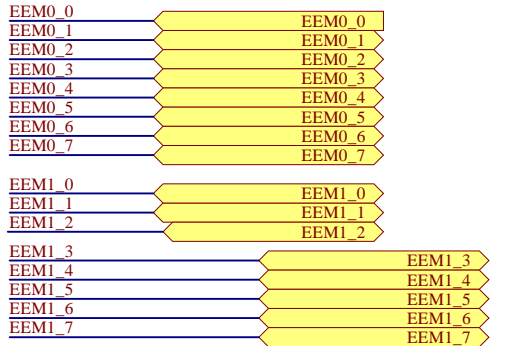 EEM0_0 EEM0_0
EEM0_1 EEM0_1
EEM0_2 EEM0_2
EEM0_3 EEM0_3
EEM0_4 EEM0_4
EEM0_5 EEM0_5
EEM0_6 EEM0_6
EEM0_7 EEM0_7
EEM1_0 EEM1_0
EEM1_1 EEM1_1
EEM1_2 EEM1_2
EEM1_3 EEM1_3
EEM1_4 EEM1_4
EEM1_5 EEM1_5
EEM1_6 EEM1_6
EEM1_7 EEM1_7